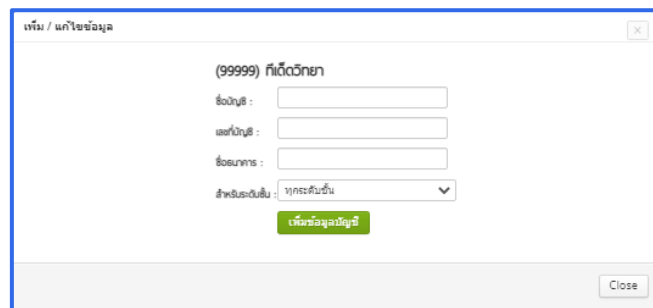 เพิ่ม / แก้ไขข้อมูล
×
(99999) ทีเด็ดวิทยา
ชื่อบัญชี :
เลขที่บัญชี :
ชื่อธนาคาร :
สำหรับระดับชั้น : ทุกระดับชั้น
เพิ่มข้อมูลบัญชี
Close